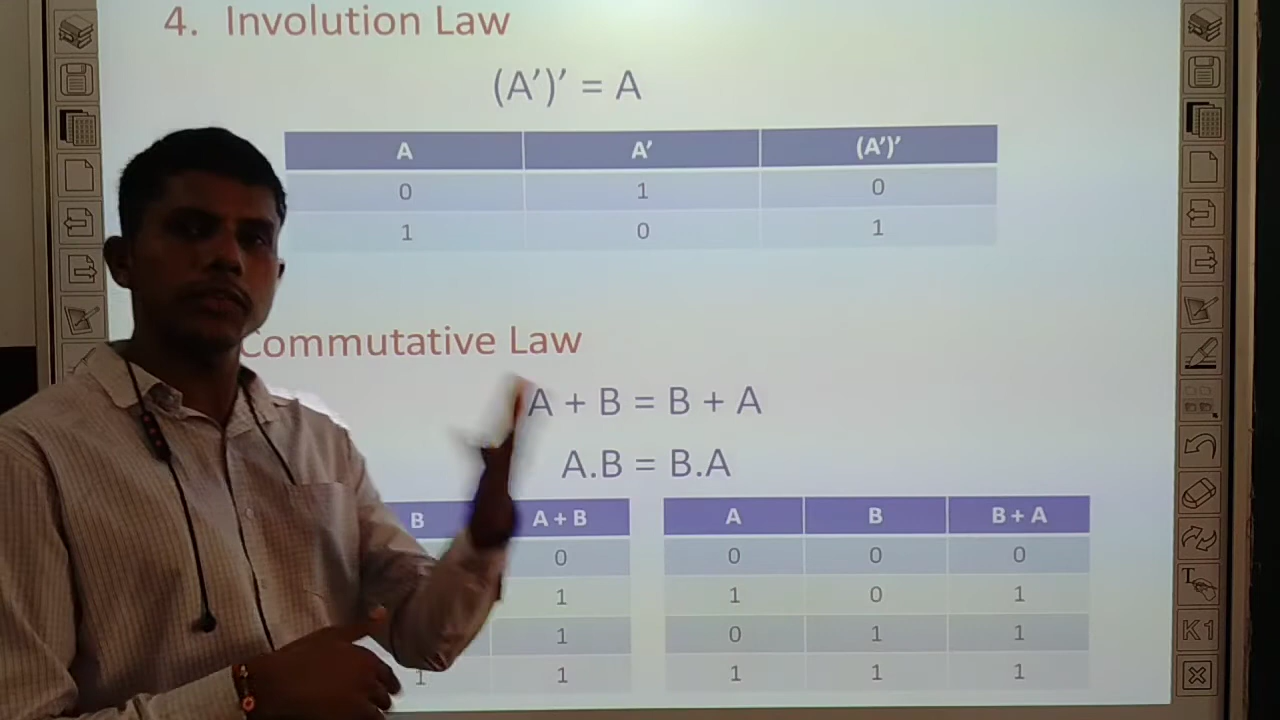 4. Involution Law
(A')' = A
A A' (A')'
0 1 0
1 0 1
Commutative Law
A + B = B + A
A.B = B.A
B A + B A B B + A
0 0 0 0
1 1 0 1
1 0 1 1
1 1 1 1 1
T
K1